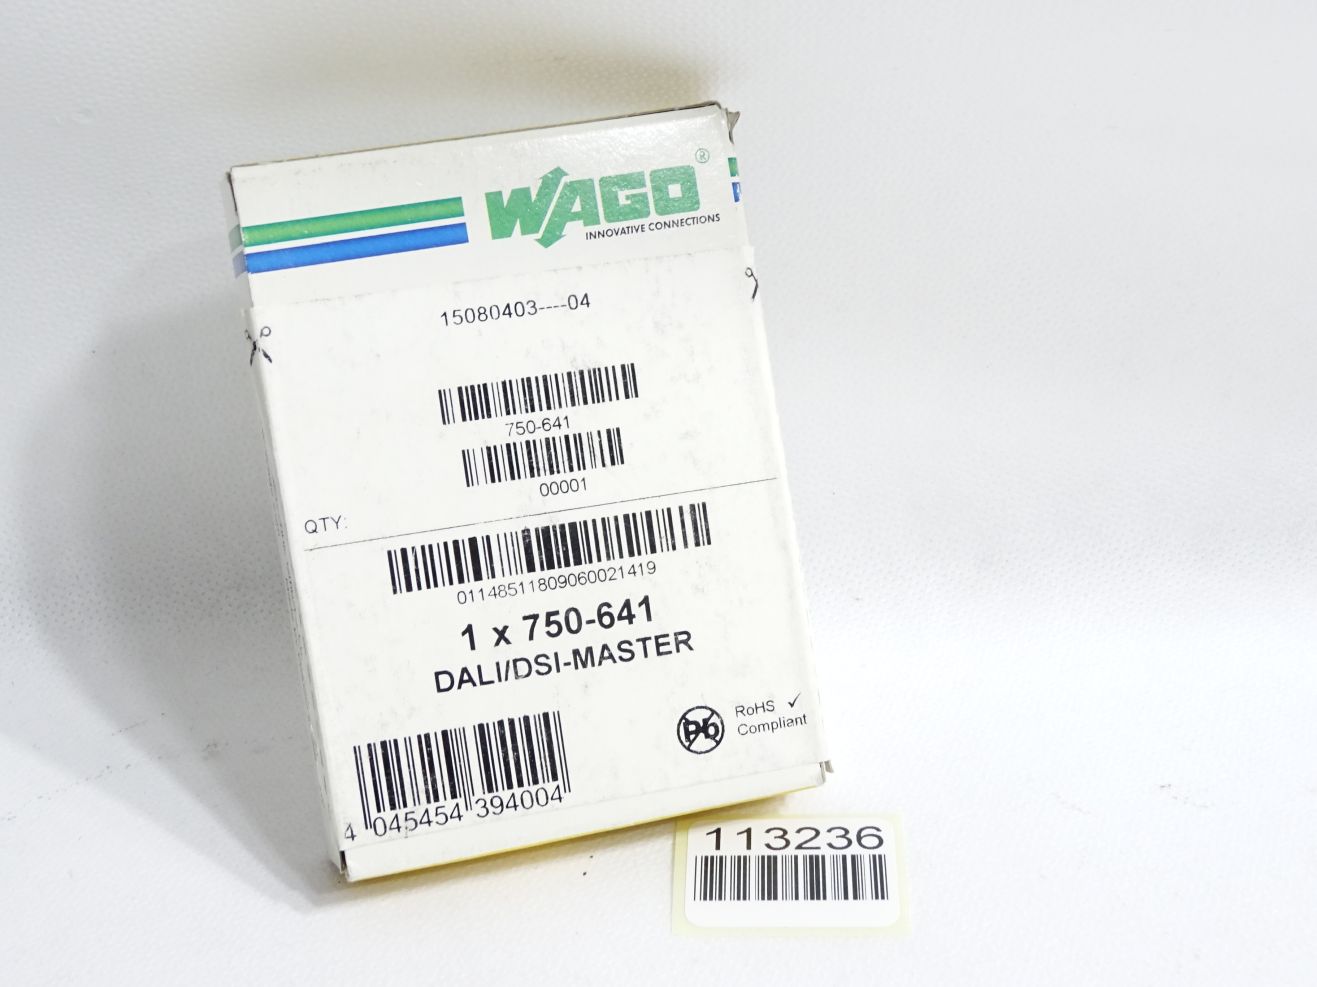 WAGO®
INNOVATIVE CONNECTIONS
15080403----04
750-641
00001
QTY:
01148511809060021419
1 x 750-641
DALI/DSI-MASTER
Pb
RoHS ✓
Compliant
4 045454 394004
113236